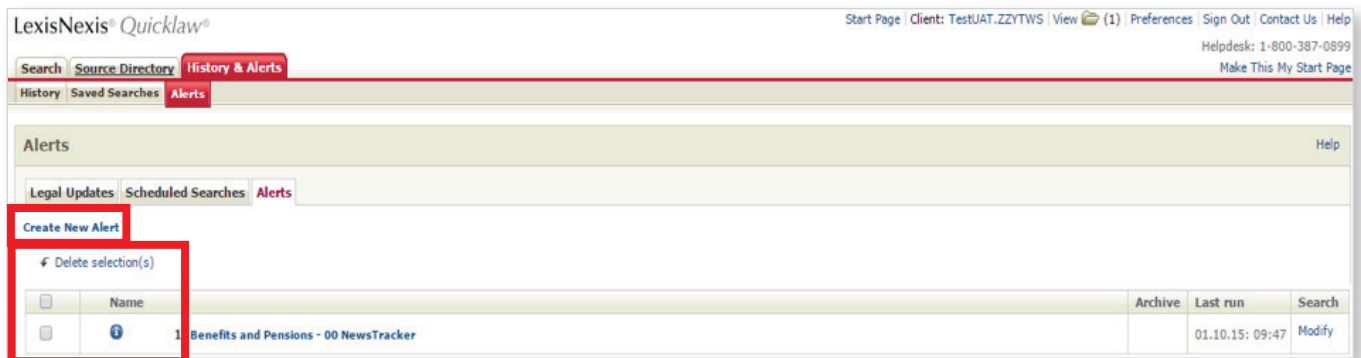 LexisNexis® Quicklaw®
Start Page | Client: TestUAT.ZZYTWS | View (1) | Preferences | Sign Out | Contact Us | Help
Helpdesk: 1-800-387-0899
Search Source Directory History & Alerts
Make This My Start Page
History Saved Searches Alerts
Alerts
Help
Legal Updates Scheduled Searches Alerts
Create New Alert
Delete selection(s)
Name Archive Last run Search
1 Benefits and Pensions - 00 NewsTracker 01.10.15: 09:47 Modify